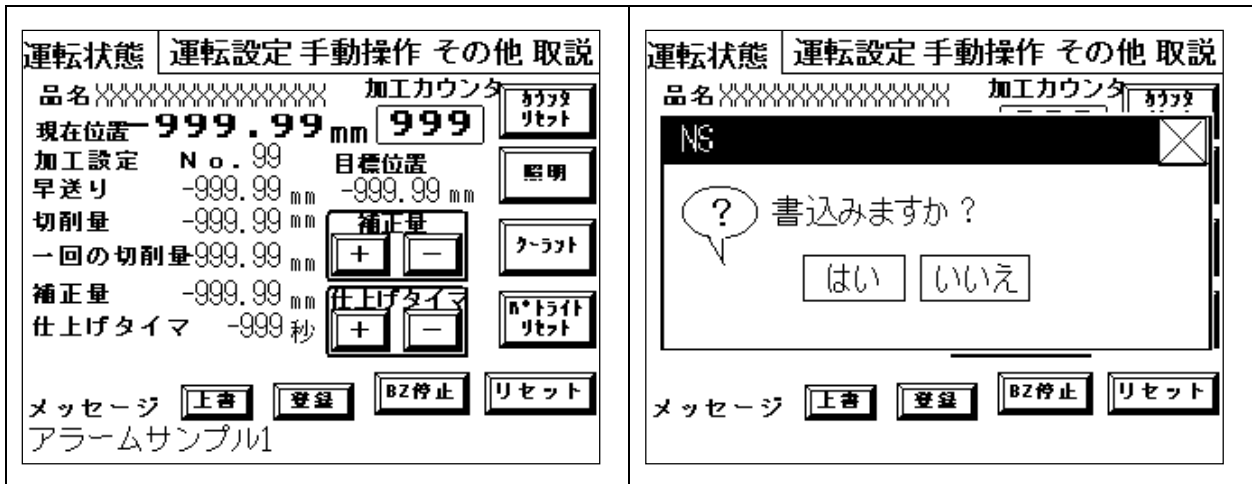 運転状態 運転設定 手動操作 その他 取説
品名XXXXXXXXXXXXXXX 加工カウンタ
カウンタ
リセット
現在位置-999.99mm 999
加工設定 No.99 目標位置
照明
早送り -999.99mm -999.99mm
切削量 -999.99mm 補正量
+ -
クーラント
一回の切削量-999.99mm
補正量 -999.99mm 仕上げタイマ
+ -
パトライト
リセット
仕上げタイマ -999秒
メッセージ 上書 登録 BZ停止 リセット
アラームサンプル1
運転状態 運転設定 手動操作 その他 取説
品名XXXXXXXXXXXXXXX 加工カウンタ
カウンタ
NS
?
書込みますか?
はい いいえ
メッセージ 上書 登録 BZ停止 リセット